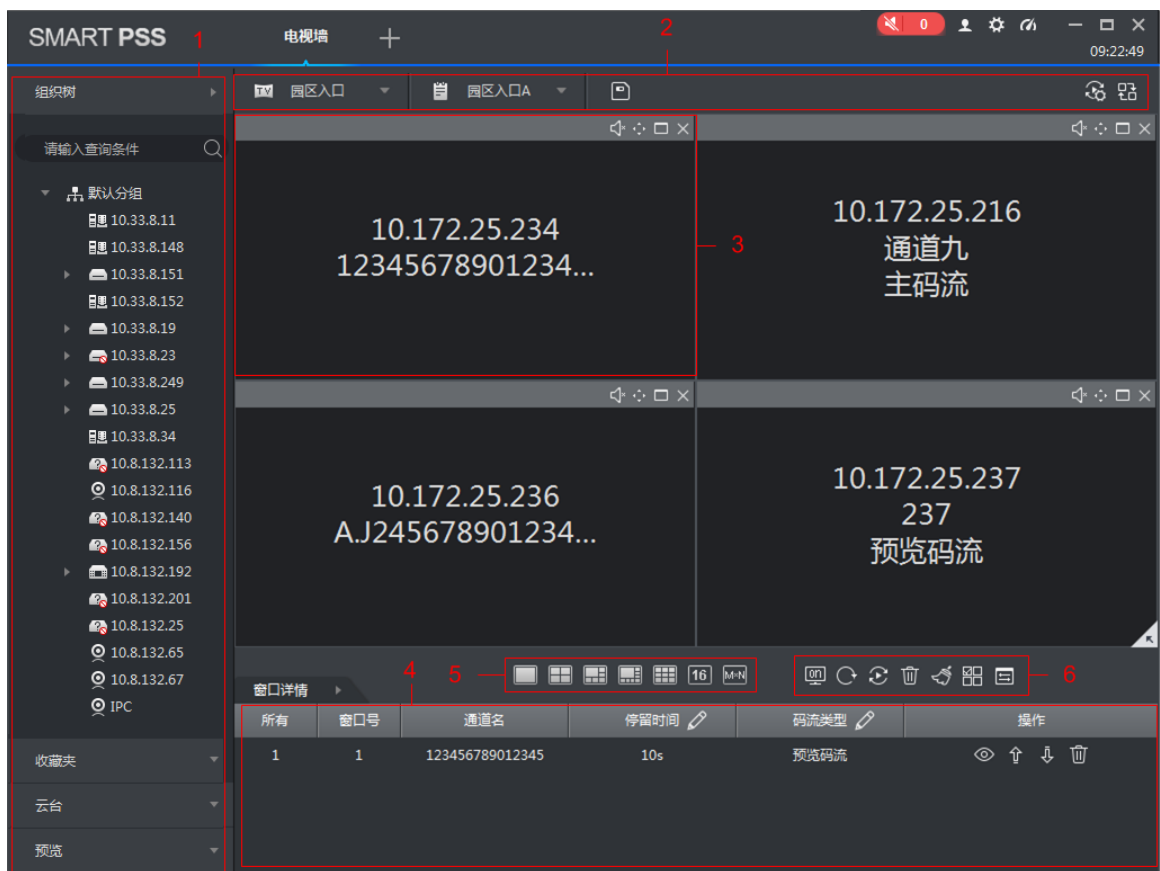 SMART PSS
1
电视墙
2
0
09:22:49
组织树
TV
园区入口
园区入口A
请输入查询条件
默认分组
10.33.8.11
10.33.8.148
10.33.8.151
10.33.8.152
10.33.8.19
10.33.8.23
10.33.8.249
10.33.8.25
10.33.8.34
10.8.132.113
10.8.132.116
10.8.132.140
10.8.132.156
10.8.132.192
10.8.132.201
10.8.132.25
10.8.132.65
10.8.132.67
IPC
收藏夹
云台
预览
10.172.25.234
12345678901234...
3
10.172.25.216
通道九
主码流
10.172.25.236
A.J245678901234...
10.172.25.237
237
预览码流
窗口详情
4
5
16
M*N
on
6
所有 窗口号 通道名 停留时间 码流类型 操作
1 1 123456789012345 10s 预览码流